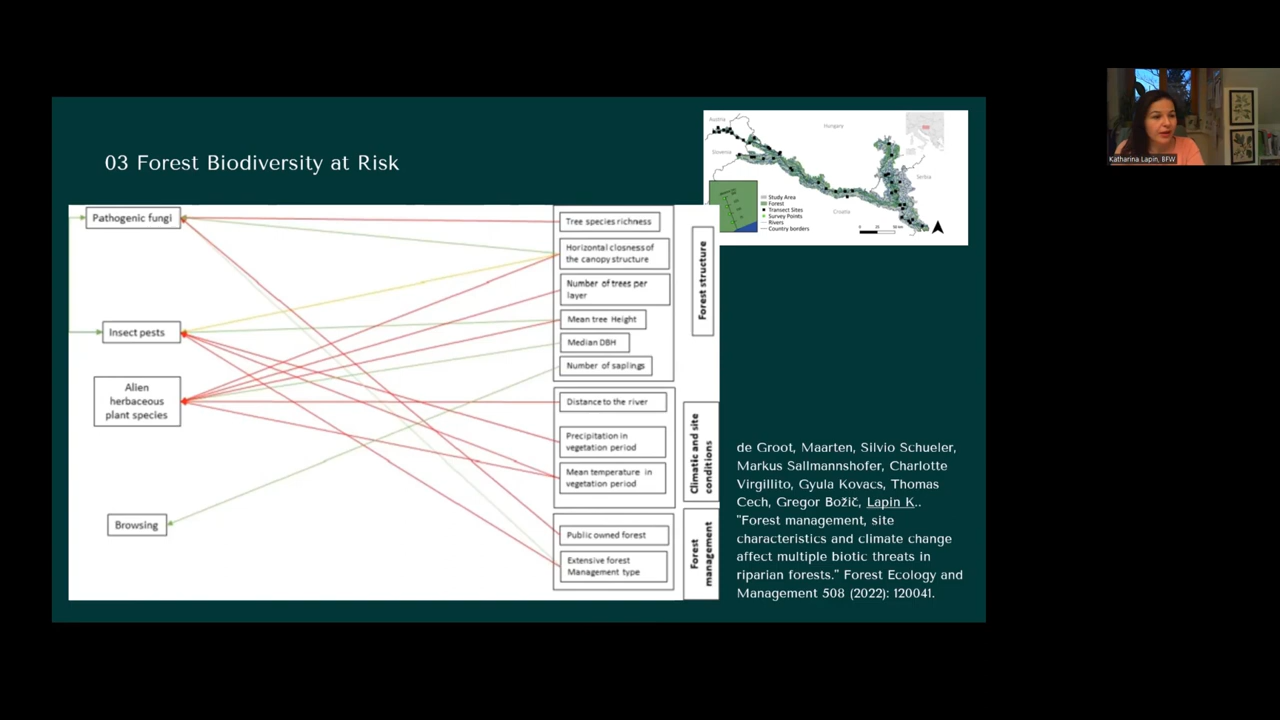 03 Forest Biodiversity at Risk
Pathogenic fungi
Insect pests
Alien
herbaceous
plant species
Browsing
Tree species richness
Horizontal closness of
the canopy structure
Number of trees per
layer
Mean tree Height
Median DBH
Number of saplings
Forest structure
Distance to the river
Precipitation in
vegetation period
Mean temperature in
vegetation period
Climatic and site
conditions
Public owned forest
Extensive forest
Management type
Forest
management
Austria
Hungary
Slovenia
Serbia
Croatia
Study Area
Forest
Transect Sites
Survey Points
Rivers
Country borders
de Groot, Maarten, Silvio Schueler,
Markus Sallmannshofer, Charlotte
Virgillito, Gyula Kovacs, Thomas
Cech, Gregor Božič, Lapin K..
"Forest management, site
characteristics and climate change
affect multiple biotic threats in
riparian forests." Forest Ecology and
Management 508 (2022): 120041.
Katharina Lapin, BFW